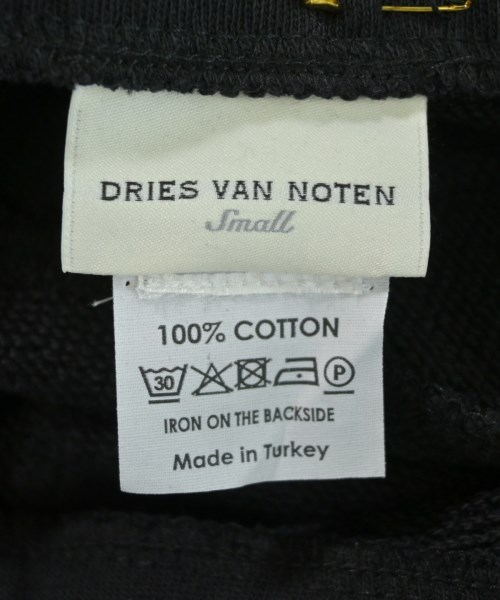 DRIES VAN NOTEN
Small
100% COTTON
30 P
IRON ON THE BACKSIDE
Made in Turkey